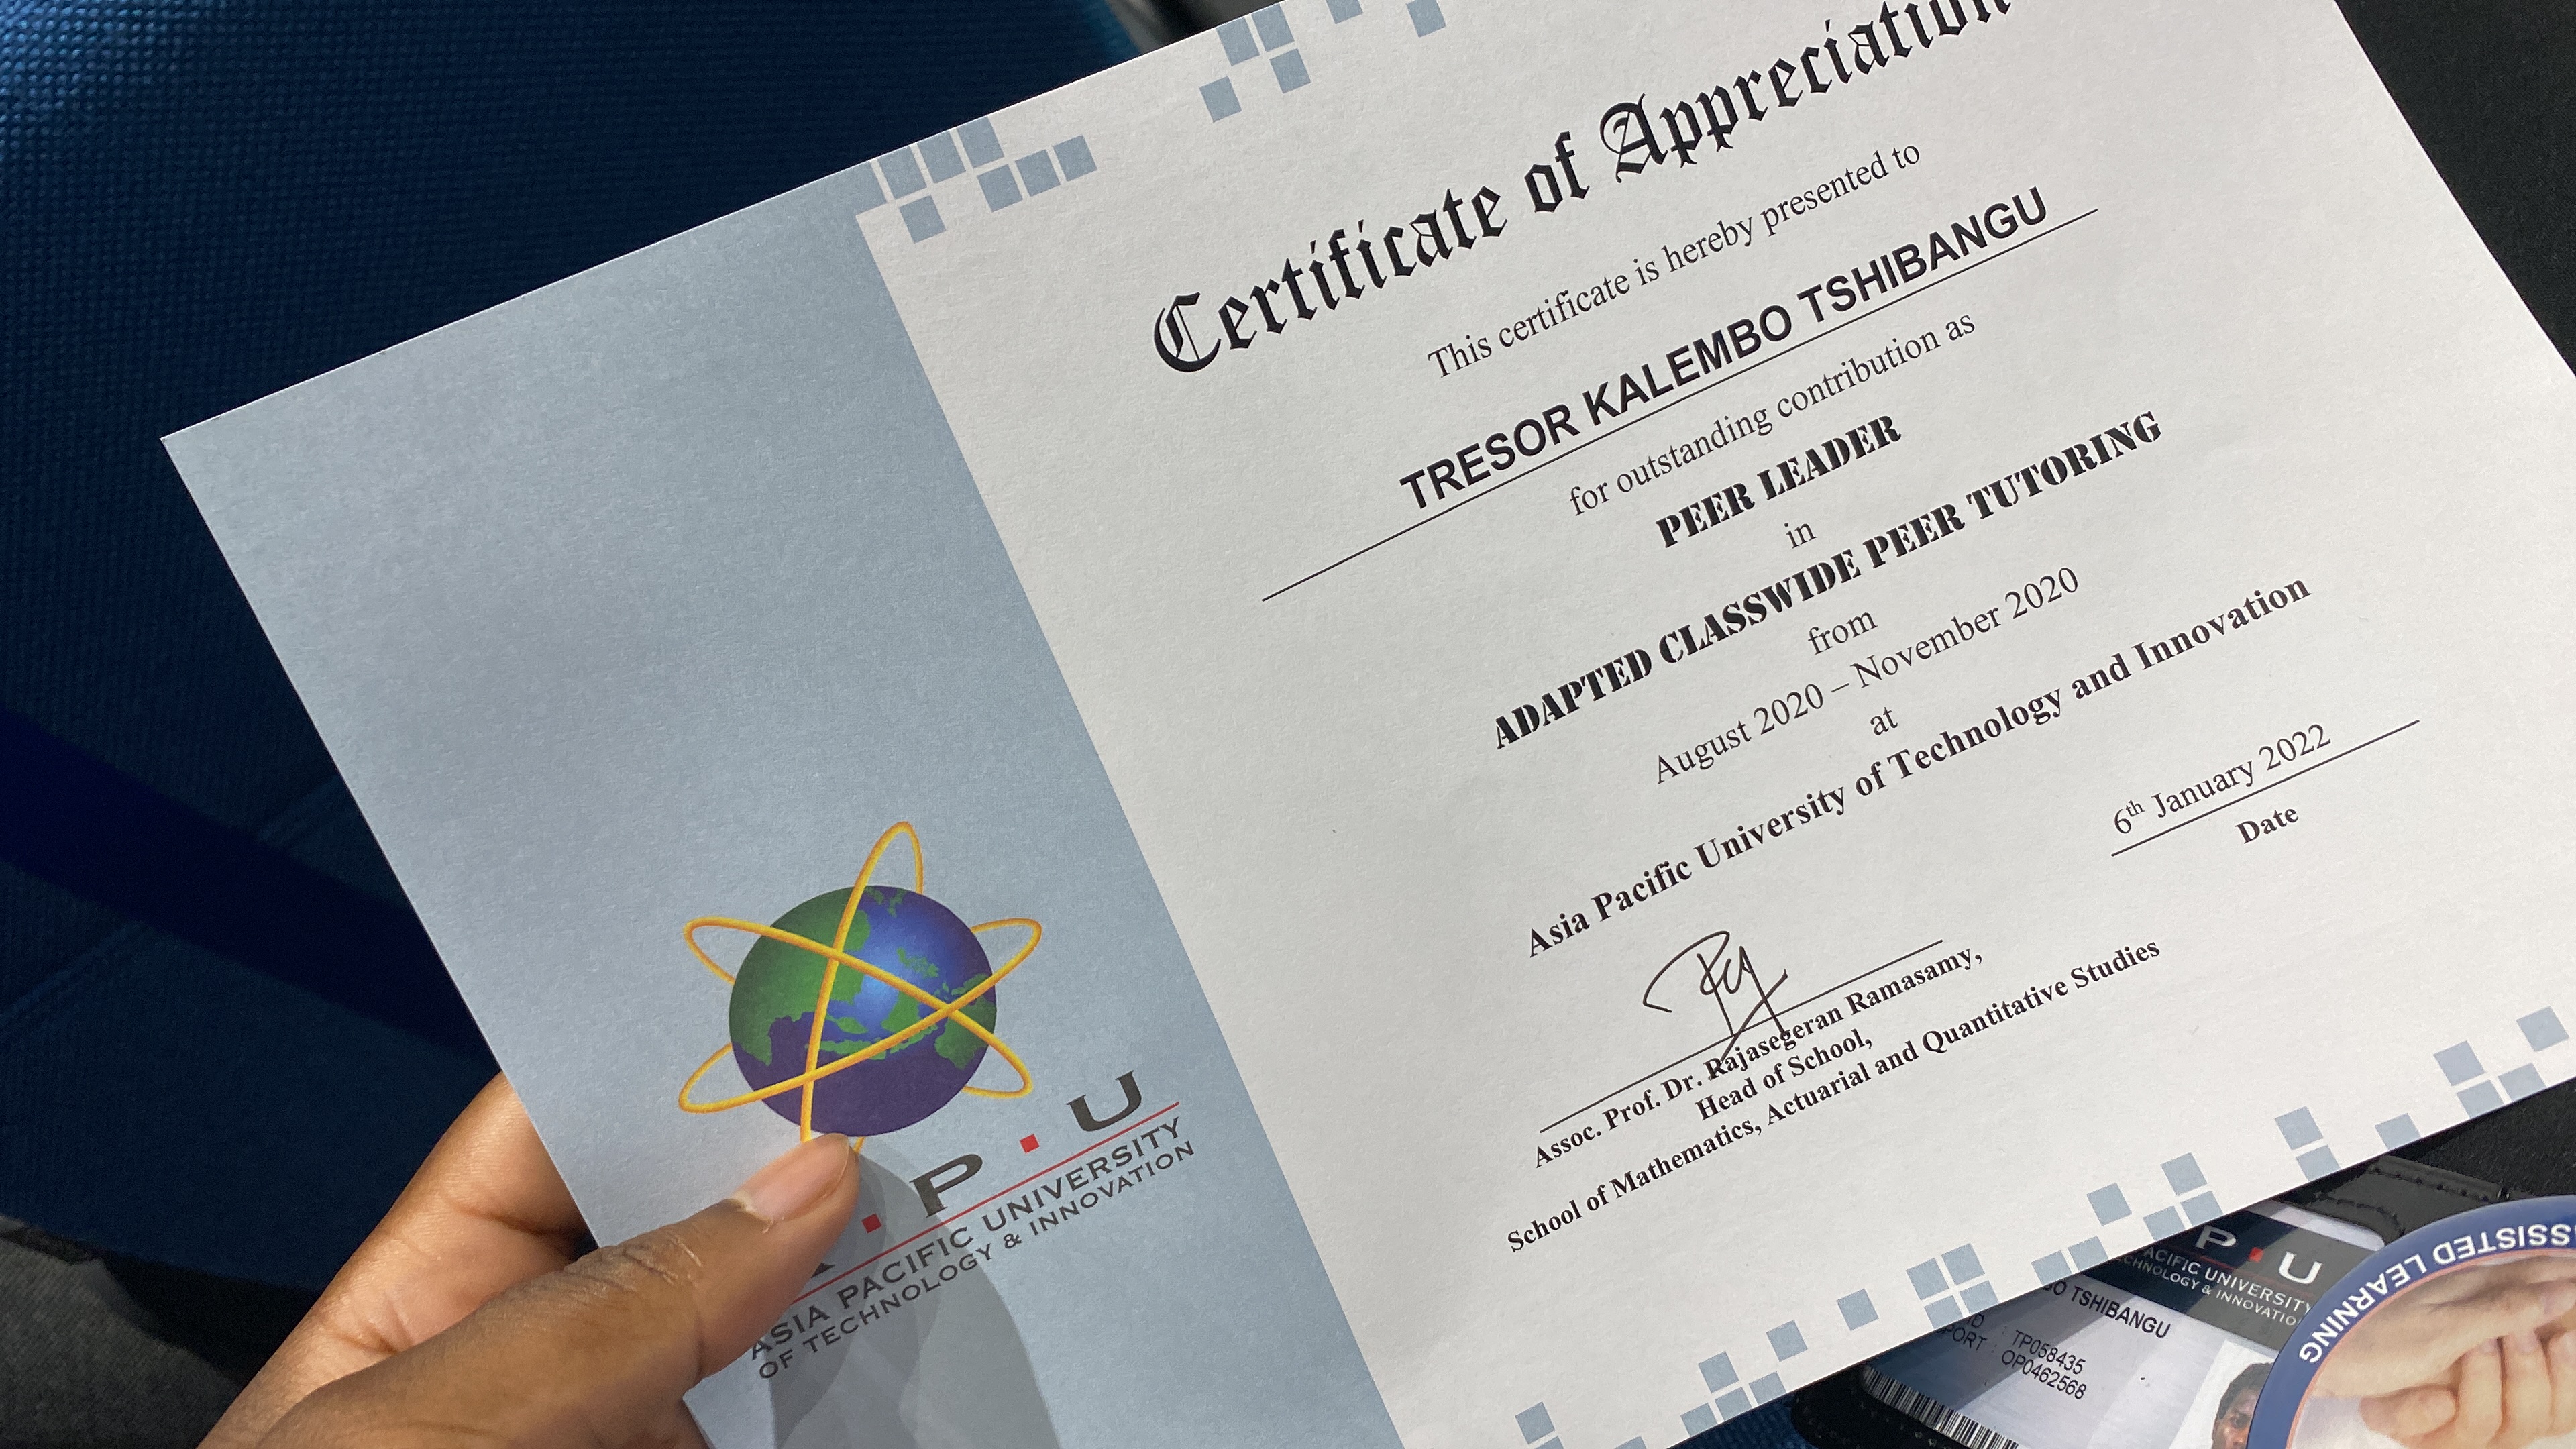 P . U
ASIA PACIFIC UNIVERSITY
OF TECHNOLOGY & INNOVATION
Certificate of Appreciation
This certificate is hereby presented to
TRESOR KALEMBO TSHIBANGU
for outstanding contribution as
PEER LEADER
in
ADAPTED CLASSWIDE PEER TUTORING
from
August 2020 – November 2020
at
Asia Pacific University of Technology and Innovation
Assoc. Prof. Dr. Rajasegeran Ramasamy,
Head of School,
School of Mathematics, Actuarial and Quantitative Studies
6th January 2022
Date
P . U
ACIFIC UNIVERSITY
CHNOLOGY & INNOVATIO
O TSHIBANGU
: TP058435
PORT : OP0462568
SSISTED LEARNING